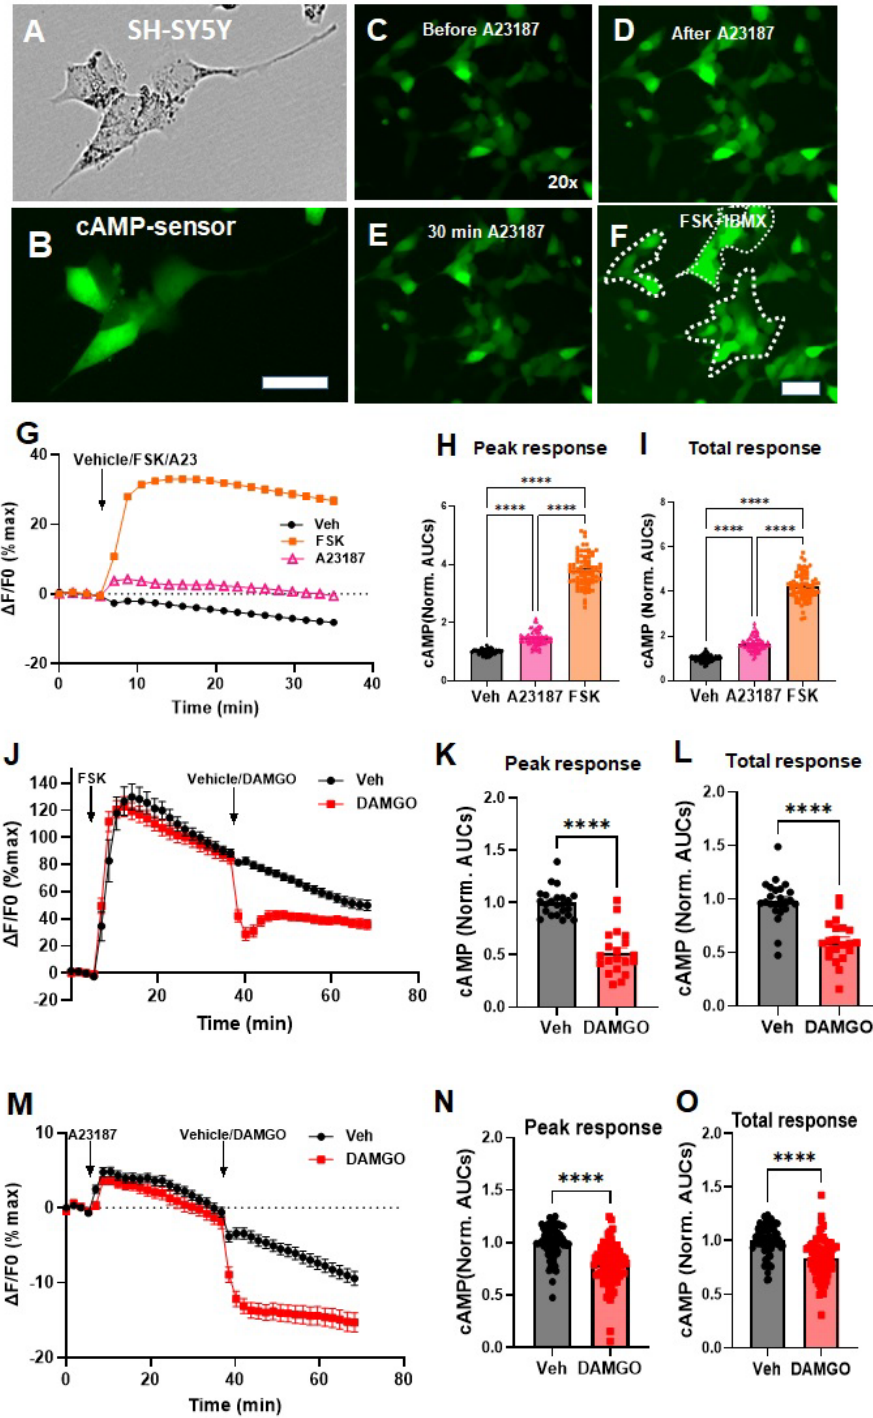 A
SH-SY5Y
C
Before A23187
20x
D
After A23187
B
cAMP-sensor
E
30 min A23187
F
FSK+IBMX
G
Vehicle/FSK/A23
40
20
0
-20
ΔF/F0 (% max)
Veh
FSK
A23187
0
10
20
30
40
Time (min)
H
Peak response
cAMP(Norm. AUCs)
6
4
2
0
****
****
****
Veh
A23187
FSK
I
Total response
cAMP (Norm. AUCs)
8
6
4
2
0
****
****
****
Veh
A23187
FSK
J
FSK
Vehicle/DAMGO
Veh
DAMGO
140
120
100
80
60
40
20
0
-20
ΔF/F0 (%max)
20
40
60
80
Time (min)
K
Peak response
cAMP (Norm. AUCs)
2.0
1.5
1.0
0.5
0.0
****
Veh
DAMGO
L
Total response
cAMP (Norm. AUCs)
2.0
1.5
1.0
0.5
0.0
****
Veh
DAMGO
M
A23187
Vehicle/DAMGO
Veh
DAMGO
10
0
-10
-20
ΔF/F0 (% max)
0
20
40
60
80
Time (min)
N
Peak response
cAMP(Norm. AUCs)
2.0
1.5
1.0
0.5
0.0
****
Veh
DAMGO
O
Total response
cAMP (Norm. AUCs)
2.0
1.5
1.0
0.5
0.0
****
Veh
DAMGO